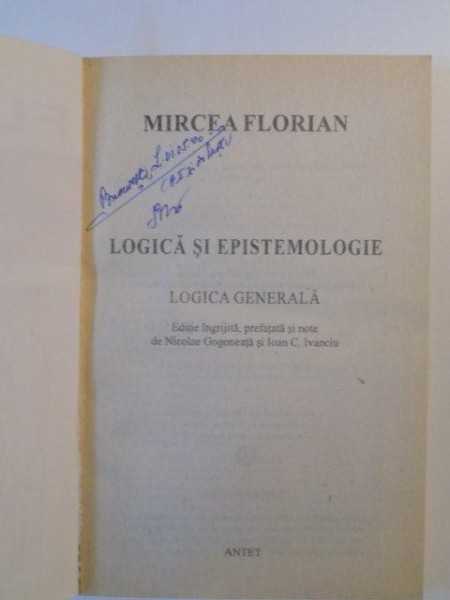 MIRCEA FLORIAN
LOGICĂ ȘI EPISTEMOLOGIE
LOGICA GENERALĂ
Ediție îngrijită, prefațată și note
de Nicolae Gogoneață și Ioan C. Ivanciu
ANTET